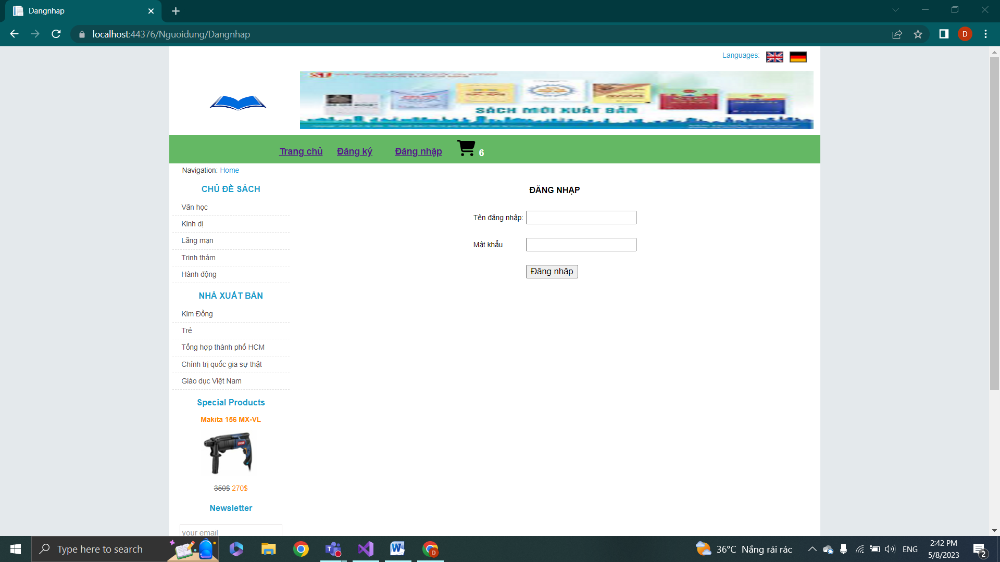 Dangnhap
localhost:44376/Nguoidung/Dangnhap
D
Languages:
SÁCH MỚI XUẤT BẢN
Trang chủ Đăng ký Đăng nhập 6
Navigation: Home
CHỦ ĐỀ SÁCH
Văn học
Kinh dị
Lãng mạn
Trinh thám
Hành động
NHÀ XUẤT BẢN
Kim Đồng
Trẻ
Tổng hợp thành phố HCM
Chính trị quốc gia sự thật
Giáo dục Việt Nam
Special Products
Makita 156 MX-VL
350$ 270$
Newsletter
your email
ĐĂNG NHẬP
Tên đăng nhập:
Mật khẩu
Đăng nhập
Type here to search
36°C Nắng rải rác
ENG
2:42 PM
5/8/2023
2